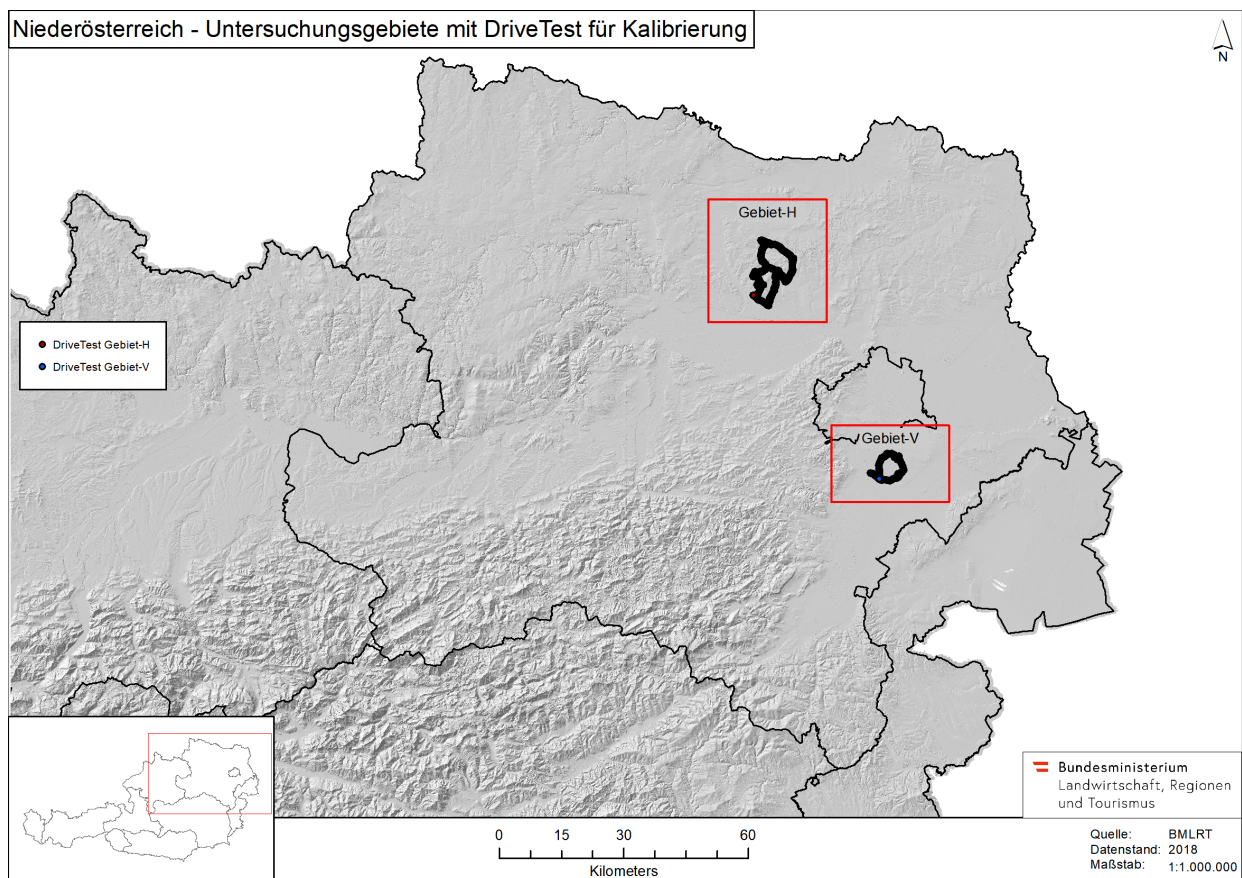 Niederösterreich - Untersuchungsgebiete mit DriveTest für Kalibrierung
N
Gebiet-H
DriveTest Gebiet-H
DriveTest Gebiet-V
Gebiet-V
Bundesministerium
Landwirtschaft, Regionen
und Tourismus
0 15 30 60
Kilometers
Quelle: BMLRT
Datenstand: 2018
Maßstab: 1:1.000.000